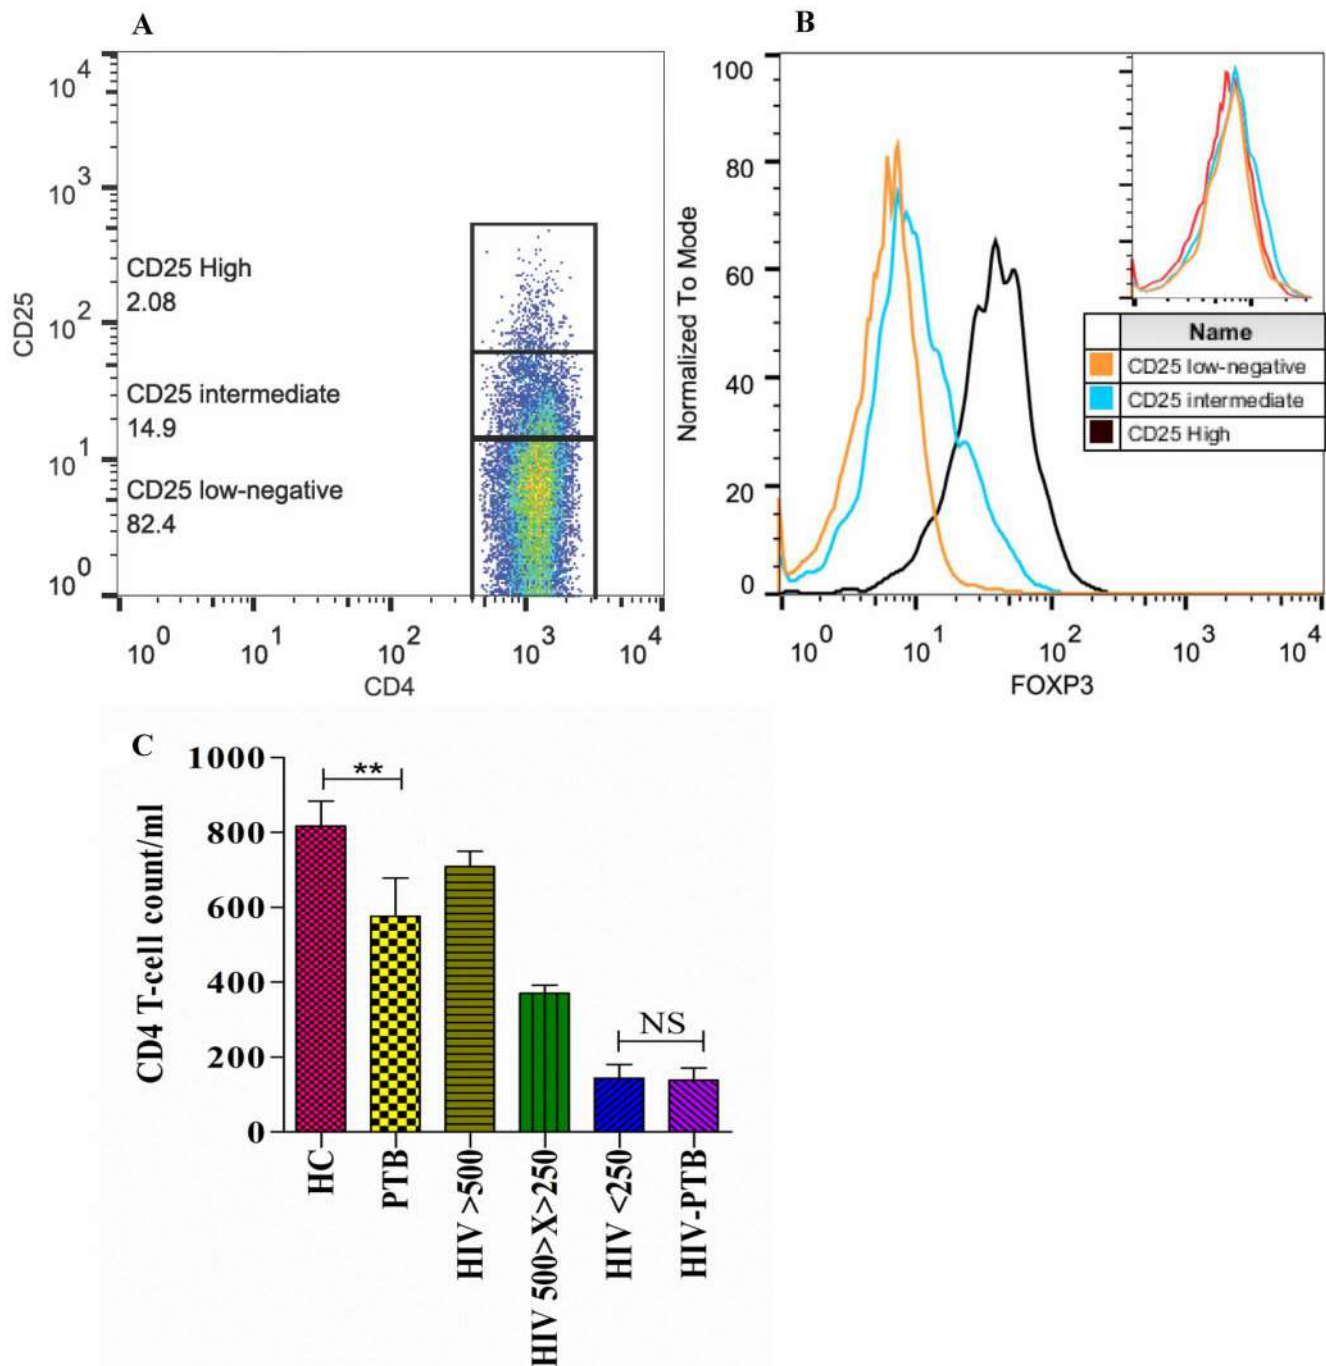 A
10^4
10^3
10^2
10^1
10^0
CD25
CD25 High
2.08
CD25 intermediate
14.9
CD25 low-negative
82.4
10^0 10^1 10^2 10^3 10^4
CD4
B
100
80
60
40
20
0
Normalized To Mode
Name
CD25 low-negative
CD25 intermediate
CD25 High
10^0 10^1 10^2 10^3 10^4
FOXP3
C
1000
800
600
400
200
0
CD4 T-cell count/ml
**
NS
HC
PTB
HIV >500
HIV 500>X>250
HIV <250
HIV-PTB